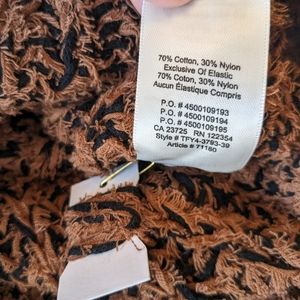 70% Cotton, 30% Nylon
Exclusive Of Elastic
70% Coton, 30% Nylon
Aucun Élastique Compris
P.O. # 4500109193
P.O. # 4500109194
P.O. # 4500109195
CA 23725 RN 122354
Style # TFY4-3793-39
Article # 71180